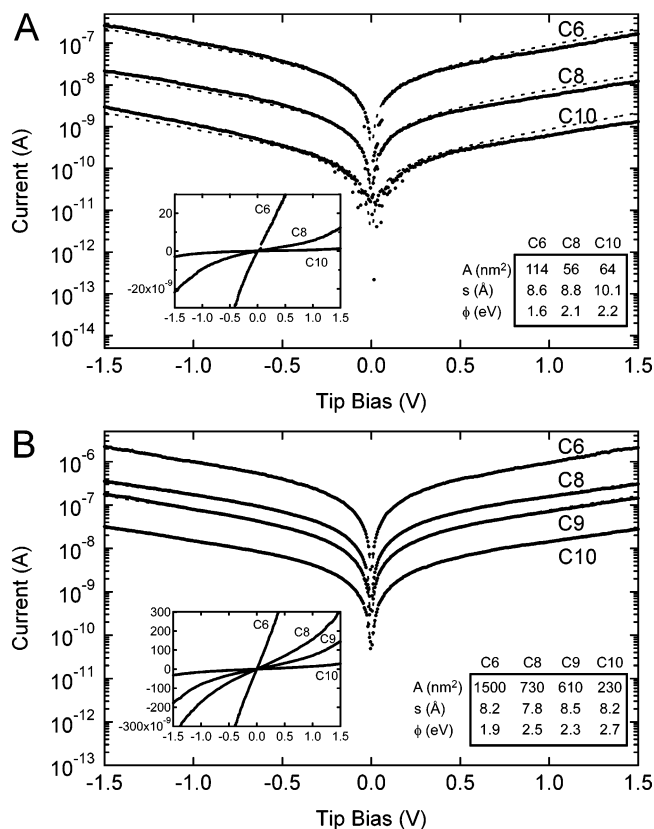 A
10⁻⁷
10⁻⁸
10⁻⁹
10⁻¹⁰
10⁻¹¹
10⁻¹²
10⁻¹³
10⁻¹⁴
Current (A)
C6
C8
C10
20
0
-20x10⁻⁹
C6
C8
C10
-1.5 -1.0 -0.5 0.0 0.5 1.0 1.5
C6 C8 C10
A (nm²) 114 56 64
s (Å) 8.6 8.8 10.1
ϕ (eV) 1.6 2.1 2.2
-1.5 -1.0 -0.5 0.0 0.5 1.0 1.5
Tip Bias (V)
B
10⁻⁶
10⁻⁷
10⁻⁸
10⁻⁹
10⁻¹⁰
10⁻¹¹
10⁻¹²
10⁻¹³
Current (A)
C6
C8
C9
C10
300
200
100
0
-100
-200
-300x10⁻⁹
C6
C8
C9
C10
-1.5 -1.0 -0.5 0.0 0.5 1.0 1.5
C6 C8 C9 C10
A (nm²) 1500 730 610 230
s (Å) 8.2 7.8 8.5 8.2
ϕ (eV) 1.9 2.5 2.3 2.7
-1.5 -1.0 -0.5 0.0 0.5 1.0 1.5
Tip Bias (V)